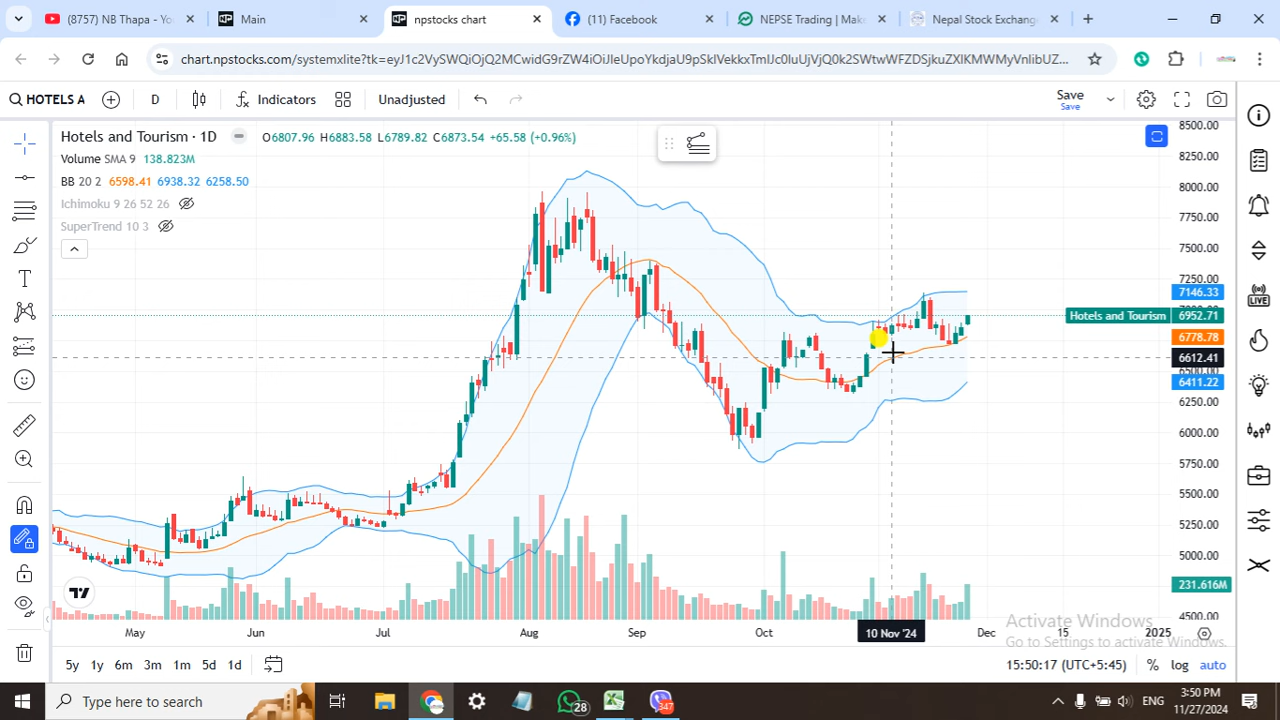 (8757) NB Thapa - Yo
Main
npstocks chart
(11) Facebook
NEPSE Trading | Mak
Nepal Stock Exchang
chart.npstocks.com/systemxlite?tk=
HOTELS A
D
Indicators
Unadjusted
Save
Save
Hotels and Tourism · 1D
O6807.96 H6883.58 L6789.82 C6873.54 +65.58 (+0.96%)
Volume SMA 9 138.823M
BB 20 2 6598.41 6938.32 6258.50
Ichimoku 9 26 52 26
SuperTrend 10 3
8500.00
8250.00
8000.00
7750.00
7500.00
7250.00
7146.33
Hotels and Tourism 6952.71
6778.78
6612.41
6411.22
6250.00
6000.00
5750.00
5500.00
5250.00
5000.00
231.616M
4500.00
LIVE
May Jun Jul Aug Sep Oct 10 Nov '24 Dec 15 2025
Activate Windows
Go to Settings to activate Windows.
5y 1y 6m 3m 1m 5d 1d
15:50:17 (UTC+5:45) % log auto
Type here to search
28
347
ENG
3:50 PM
11/27/2024